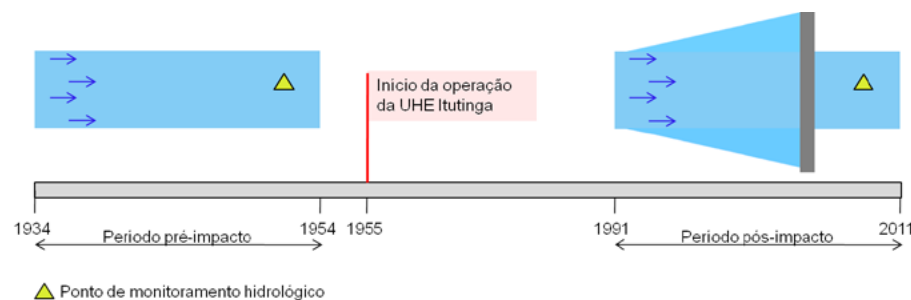 Inicio da operação
da UHE Itutinga
1934
1954
1955
1991
2011
Periodo pré-impacto
Periodo pós-impacto
Ponto de monitoramento hidrológico